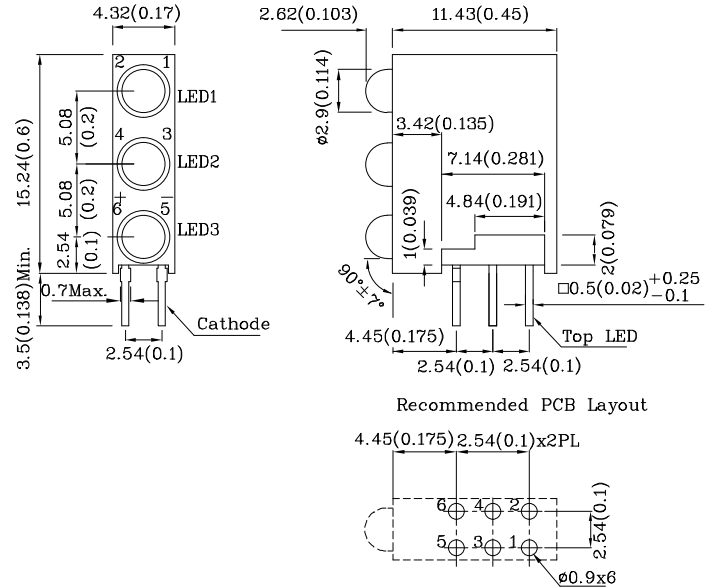 4.32(0.17)
2 1
LED1
4 3
LED2
+ −
6 5
LED3
15.24(0.6)
5.08
(0.2)
5.08
(0.2)
2.54
(0.1)
3.5(0.138)Min.
0.7Max.
Cathode
2.54(0.1)
2.62(0.103)
11.43(0.45)
ø2.9(0.114)
3.42(0.135)
7.14(0.281)
4.84(0.191)
1(0.039)
2(0.079)
90°±7°
□0.5(0.02)+0.25
−0.1
4.45(0.175)
Top LED
2.54(0.1) 2.54(0.1)
Recommended PCB Layout
4.45(0.175) 2.54(0.1)x2PL
6 4 2
5 3 1
2.54(0.1)
ø0.9x6